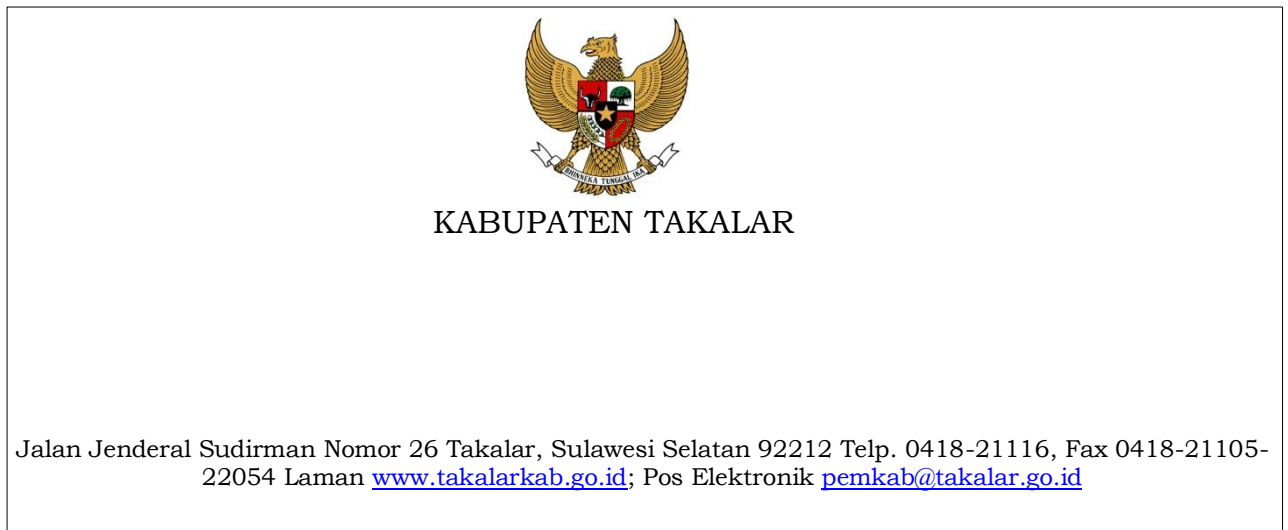 BHINNEKA TUNGGAL IKA
KABUPATEN TAKALAR
Jalan Jenderal Sudirman Nomor 26 Takalar, Sulawesi Selatan 92212 Telp. 0418-21116, Fax 0418-21105-
22054 Laman www.takalarkab.go.id; Pos Elektronik pemkab@takalar.go.id